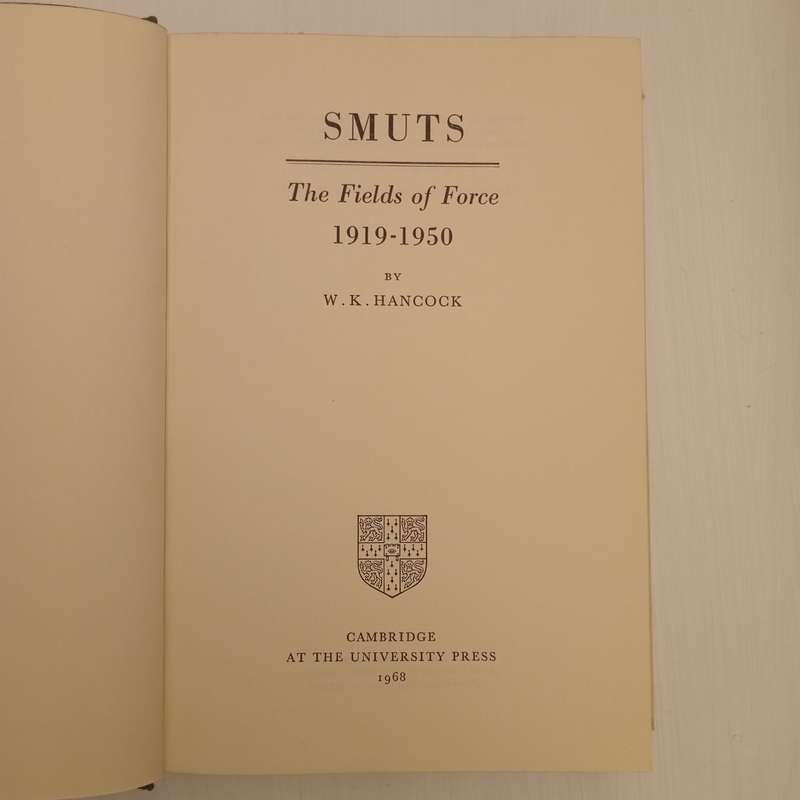 SMUTS
The Fields of Force
1919-1950
BY
W. K. HANCOCK
CAMBRIDGE
AT THE UNIVERSITY PRESS
1968